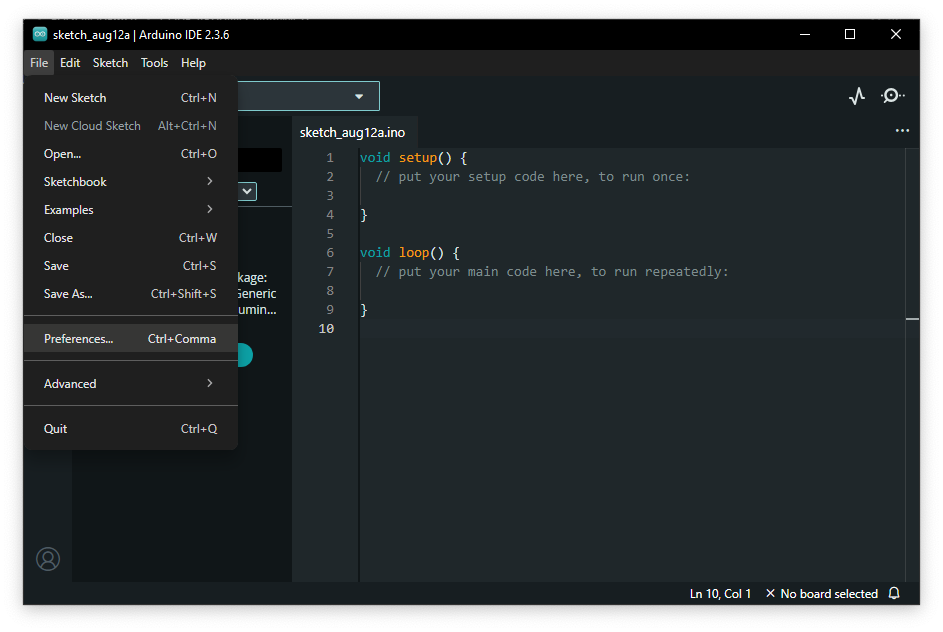 sketch_aug12a | Arduino IDE 2.3.6
File Edit Sketch Tools Help
New Sketch Ctrl+N
New Cloud Sketch Alt+Ctrl+N
Open... Ctrl+O
Sketchbook
Examples
Close Ctrl+W
Save Ctrl+S
Save As... Ctrl+Shift+S
Preferences... Ctrl+Comma
Advanced
Quit Ctrl+Q
kage:
Generic
umin...
sketch_aug12a.ino
1 void setup() {
2 // put your setup code here, to run once:
3
4 }
5
6 void loop() {
7 // put your main code here, to run repeatedly:
8
9 }
10
Ln 10, Col 1 × No board selected